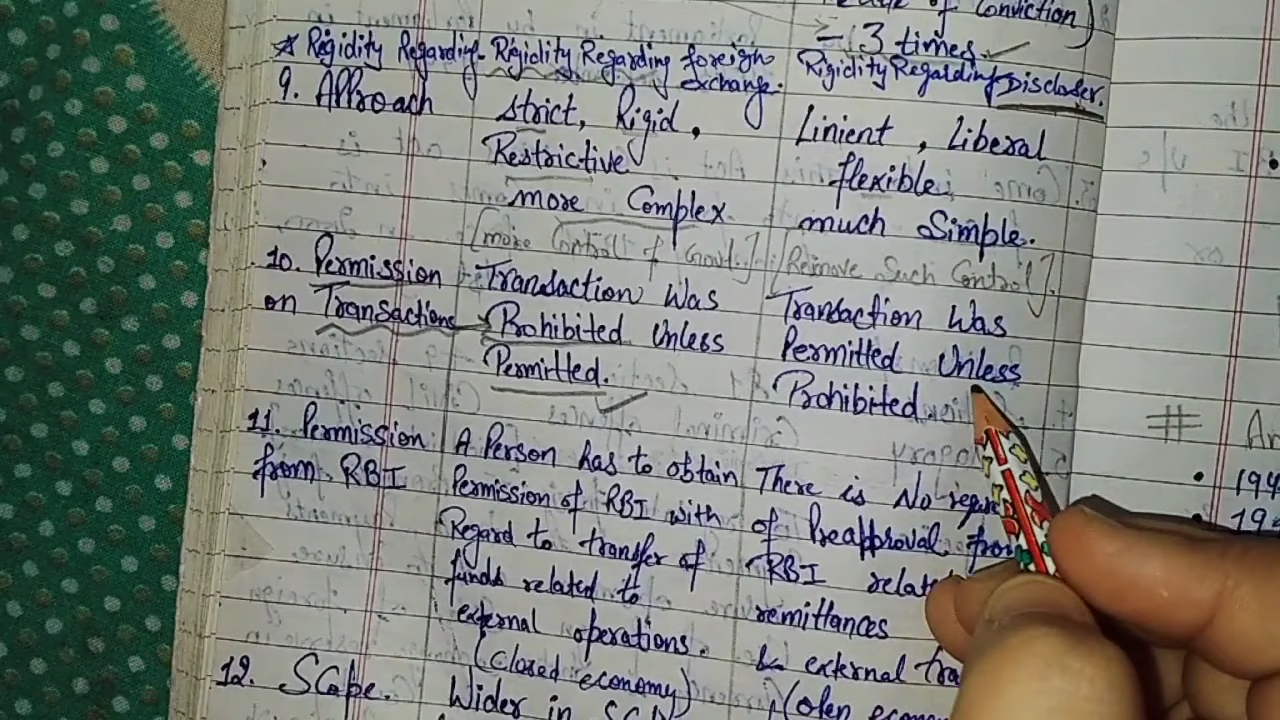 of Conviction)
= 3 times.
* Rigidity Regarding - Rigidity Regarding foreign exchange.
Rigidity Regarding Discloser.
9. Approach
Strict, Rigid,
Restrictive
more Complex
[more Controll of Govt.]
Linient, Liberal
flexible.
much Simple.
[Remove Such Control].
10. Permission
on Transactions
Transaction Was
Prohibited Unless
Permitted.
Transaction Was
Permitted Unless
Prohibited
11. Permission
from RBI
A Person has to obtain
Permission of RBI with
Regard to transfer of
funds related to
external operations.
(Closed economy)
There is No
of Preapproval
RBI
remittances
& external
(open
12. Scope.
Wider in
#
• 194